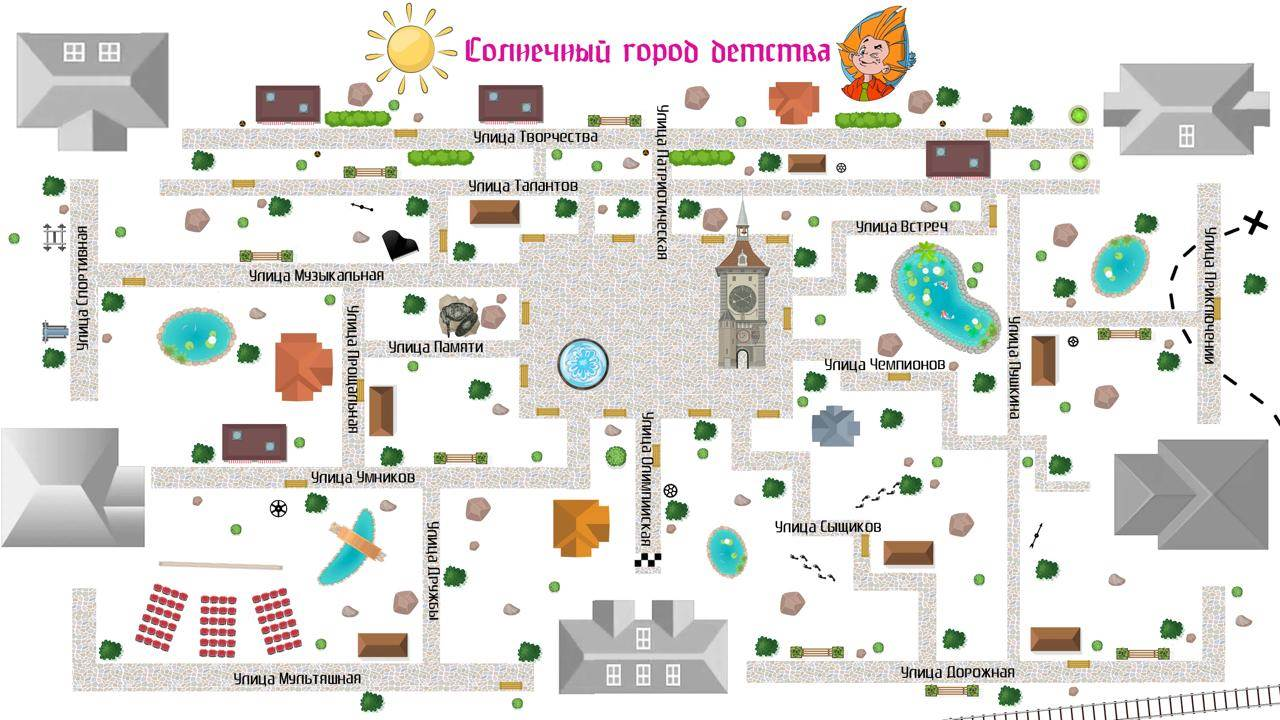 Солнечный город детства
Улица Творчества
Улица Патриотическая
Улица Талантов
Улица Встреч
Улица Спортивная
Улица Музыкальная
Улица Приключений
Улица Прощальная
Улица Памяти
Улица Чемпионов
Улица Пушкина
Улица Олимпийская
Улица Умников
Улица Сыщиков
Улица Дружбы
Улица Мультяшная
Улица Дорожная